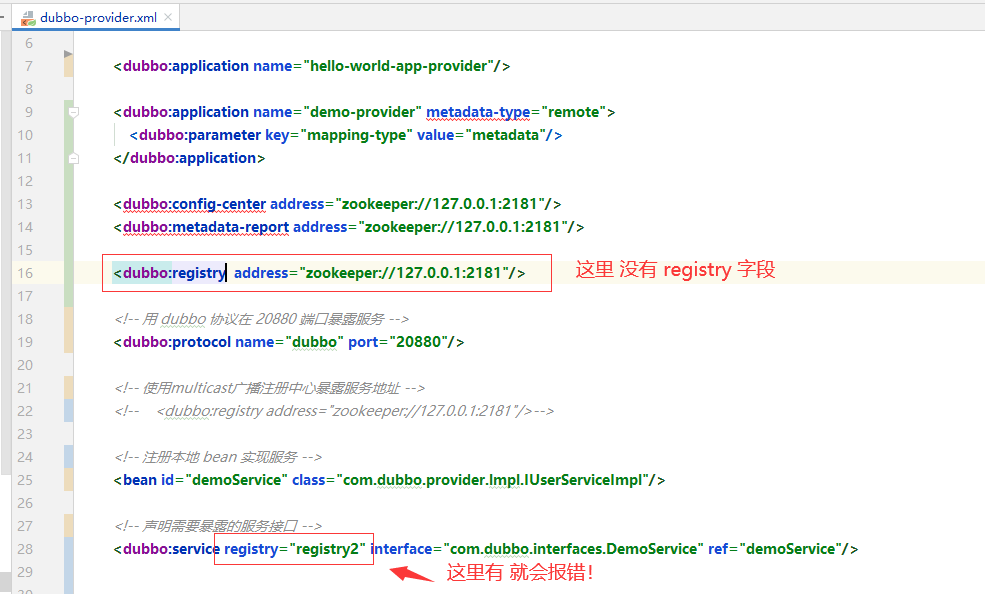 dubbo-provider.xml
6
7 <dubbo:application name="hello-world-app-provider"/>
8
9 <dubbo:application name="demo-provider" metadata-type="remote">
10 <dubbo:parameter key="mapping-type" value="metadata"/>
11 </dubbo:application>
12
13 <dubbo:config-center address="zookeeper://127.0.0.1:2181"/>
14 <dubbo:metadata-report address="zookeeper://127.0.0.1:2181"/>
15
16 <dubbo:registry address="zookeeper://127.0.0.1:2181"/> 这里 没有 registry 字段
17
18 <!-- 用 dubbo 协议在 20880 端口暴露服务 -->
19 <dubbo:protocol name="dubbo" port="20880"/>
20
21 <!-- 使用multicast广播注册中心暴露服务地址 -->
22 <!-- <dubbo:registry address="zookeeper://127.0.0.1:2181"/>-->
23
24 <!-- 注册本地 bean 实现服务 -->
25 <bean id="demoService" class="com.dubbo.provider.Impl.IUserServiceImpl"/>
26
27 <!-- 声明需要暴露的服务接口 -->
28 <dubbo:service registry="registry2" interface="com.dubbo.interfaces.DemoService" ref="demoService"/>
29 这里有 就会报错!
30